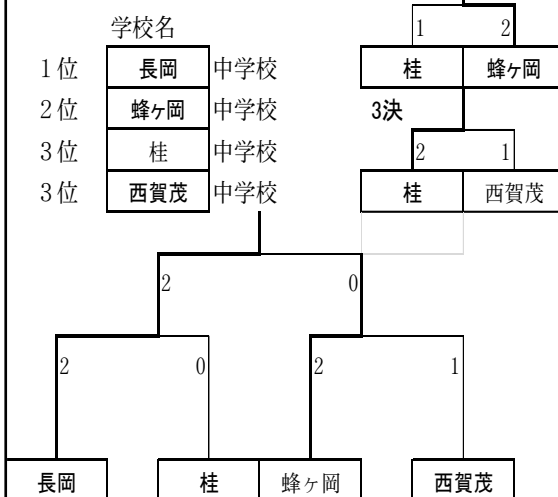 学校名
1位 長岡 中学校
2位 蜂ヶ岡 中学校
3位 桂 中学校
3位 西賀茂 中学校
1 2
桂 蜂ヶ岡
3決
2 1
桂 西賀茂
2 0
2 0 2 1
長岡 桂 蜂ヶ岡 西賀茂